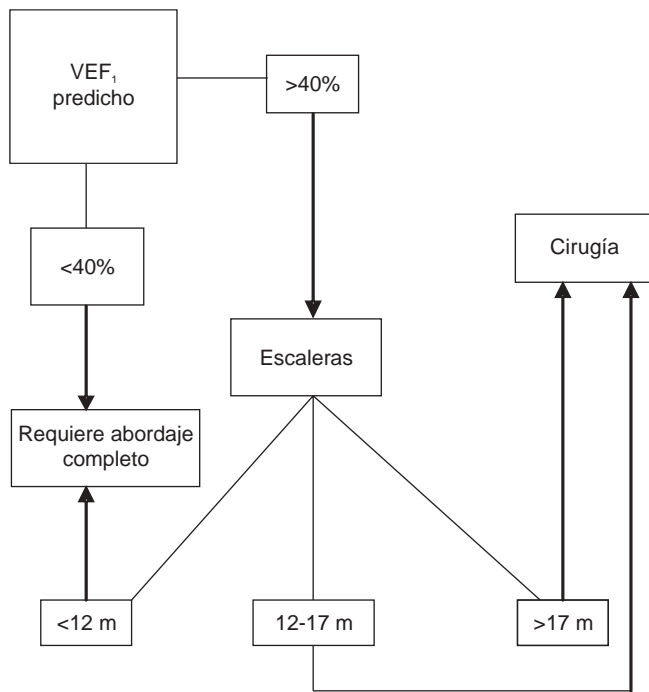 VEF₁
predicho
>40%
<40%
Cirugía
Escaleras
Requiere abordaje
completo
<12 m
12-17 m
>17 m